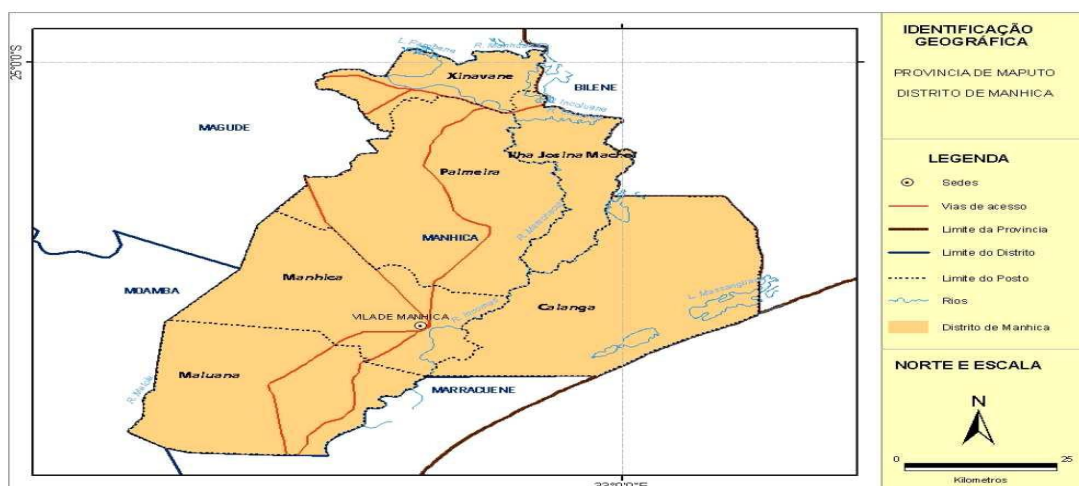 25°0'0"S
Xinavane
BILENE
R. Incoluane
MAGUDE
Ilha Josina Machel
Palmeira
MANHICA
Manhica
MOAMBA
Calanga
VILA DE MANHICA
R. Incomati
Maluana
MARRACUENE
IDENTIFICAÇÃO
GEOGRÁFICA
PROVINCIA DE MAPUTO
DISTRITO DE MANHICA
LEGENDA
Sedes
Vias de acesso
Limite da Provincia
Limite do Distrito
Limite do Posto
Rios
Distrito de Manhica
NORTE E ESCALA
N
0
25
Kilometros